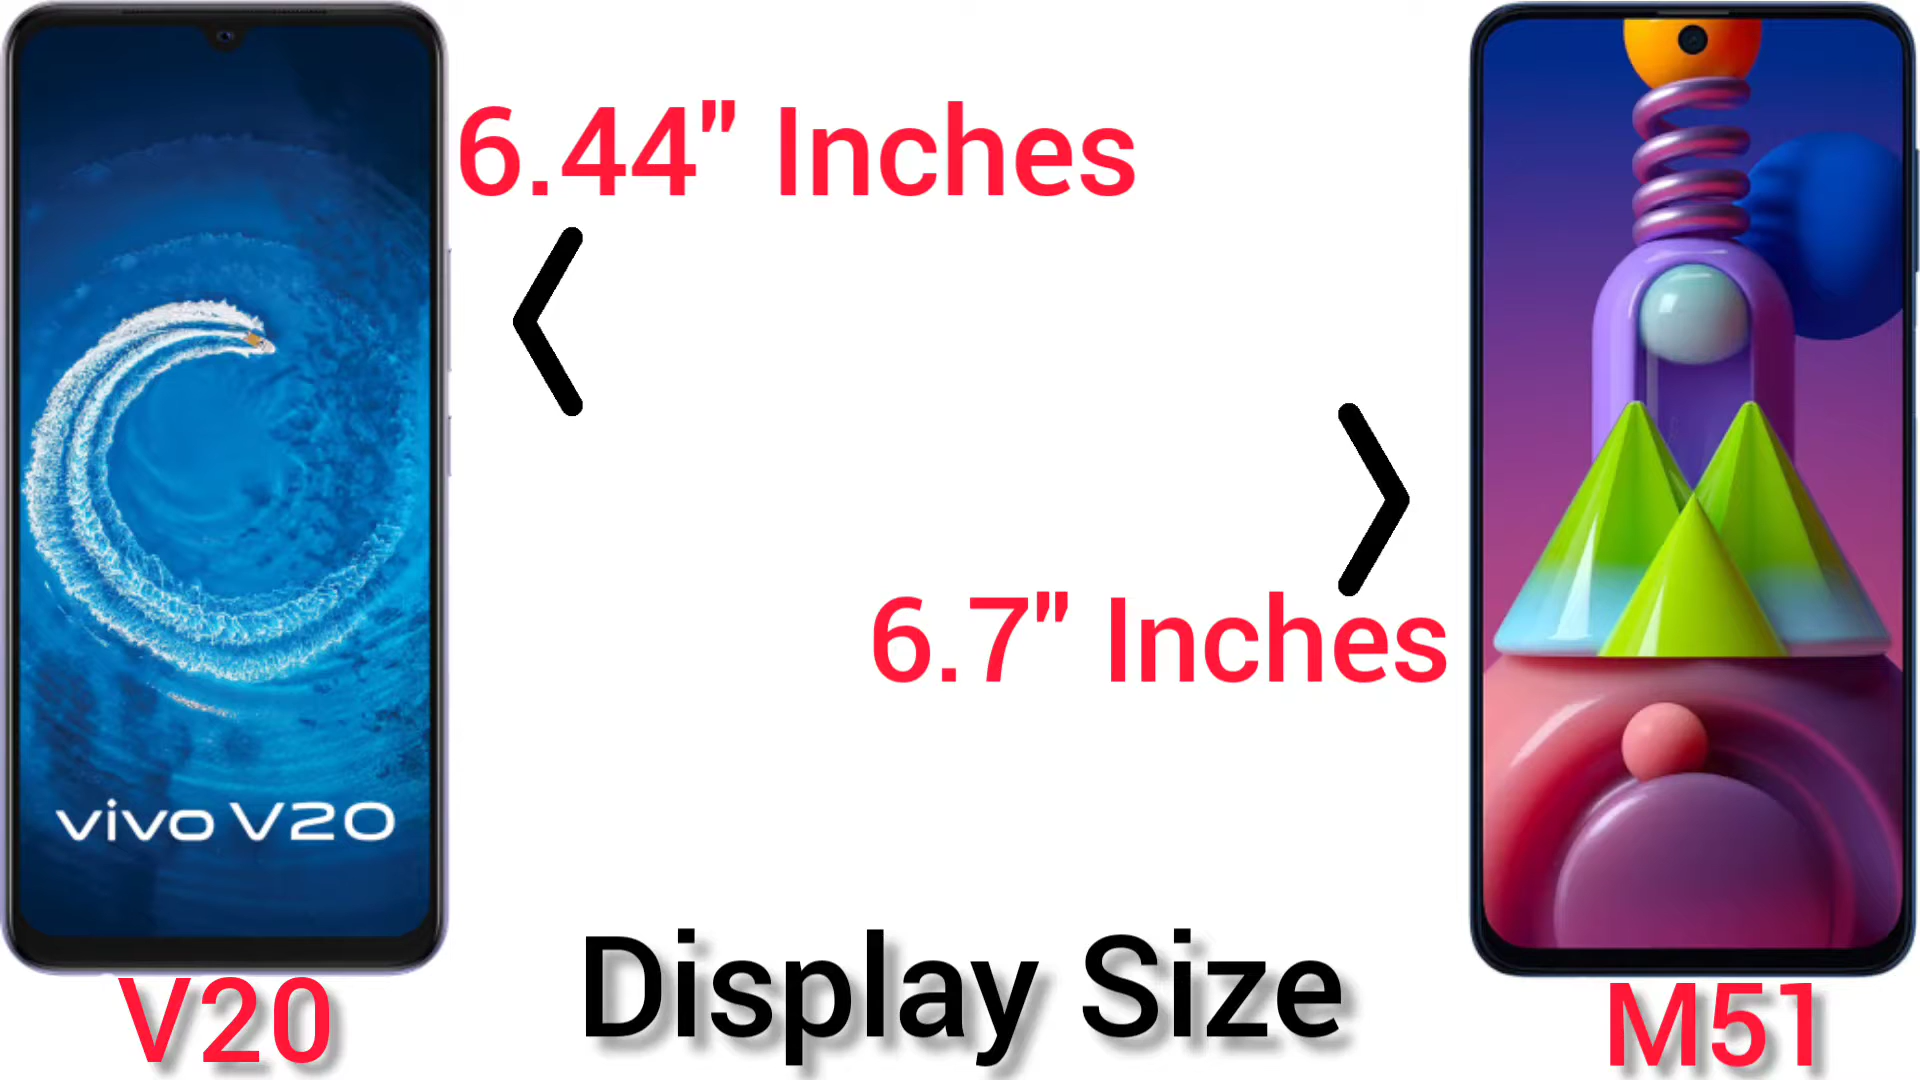 6.44" Inches
6.7" Inches
vivo V20
Display Size
V20
M51